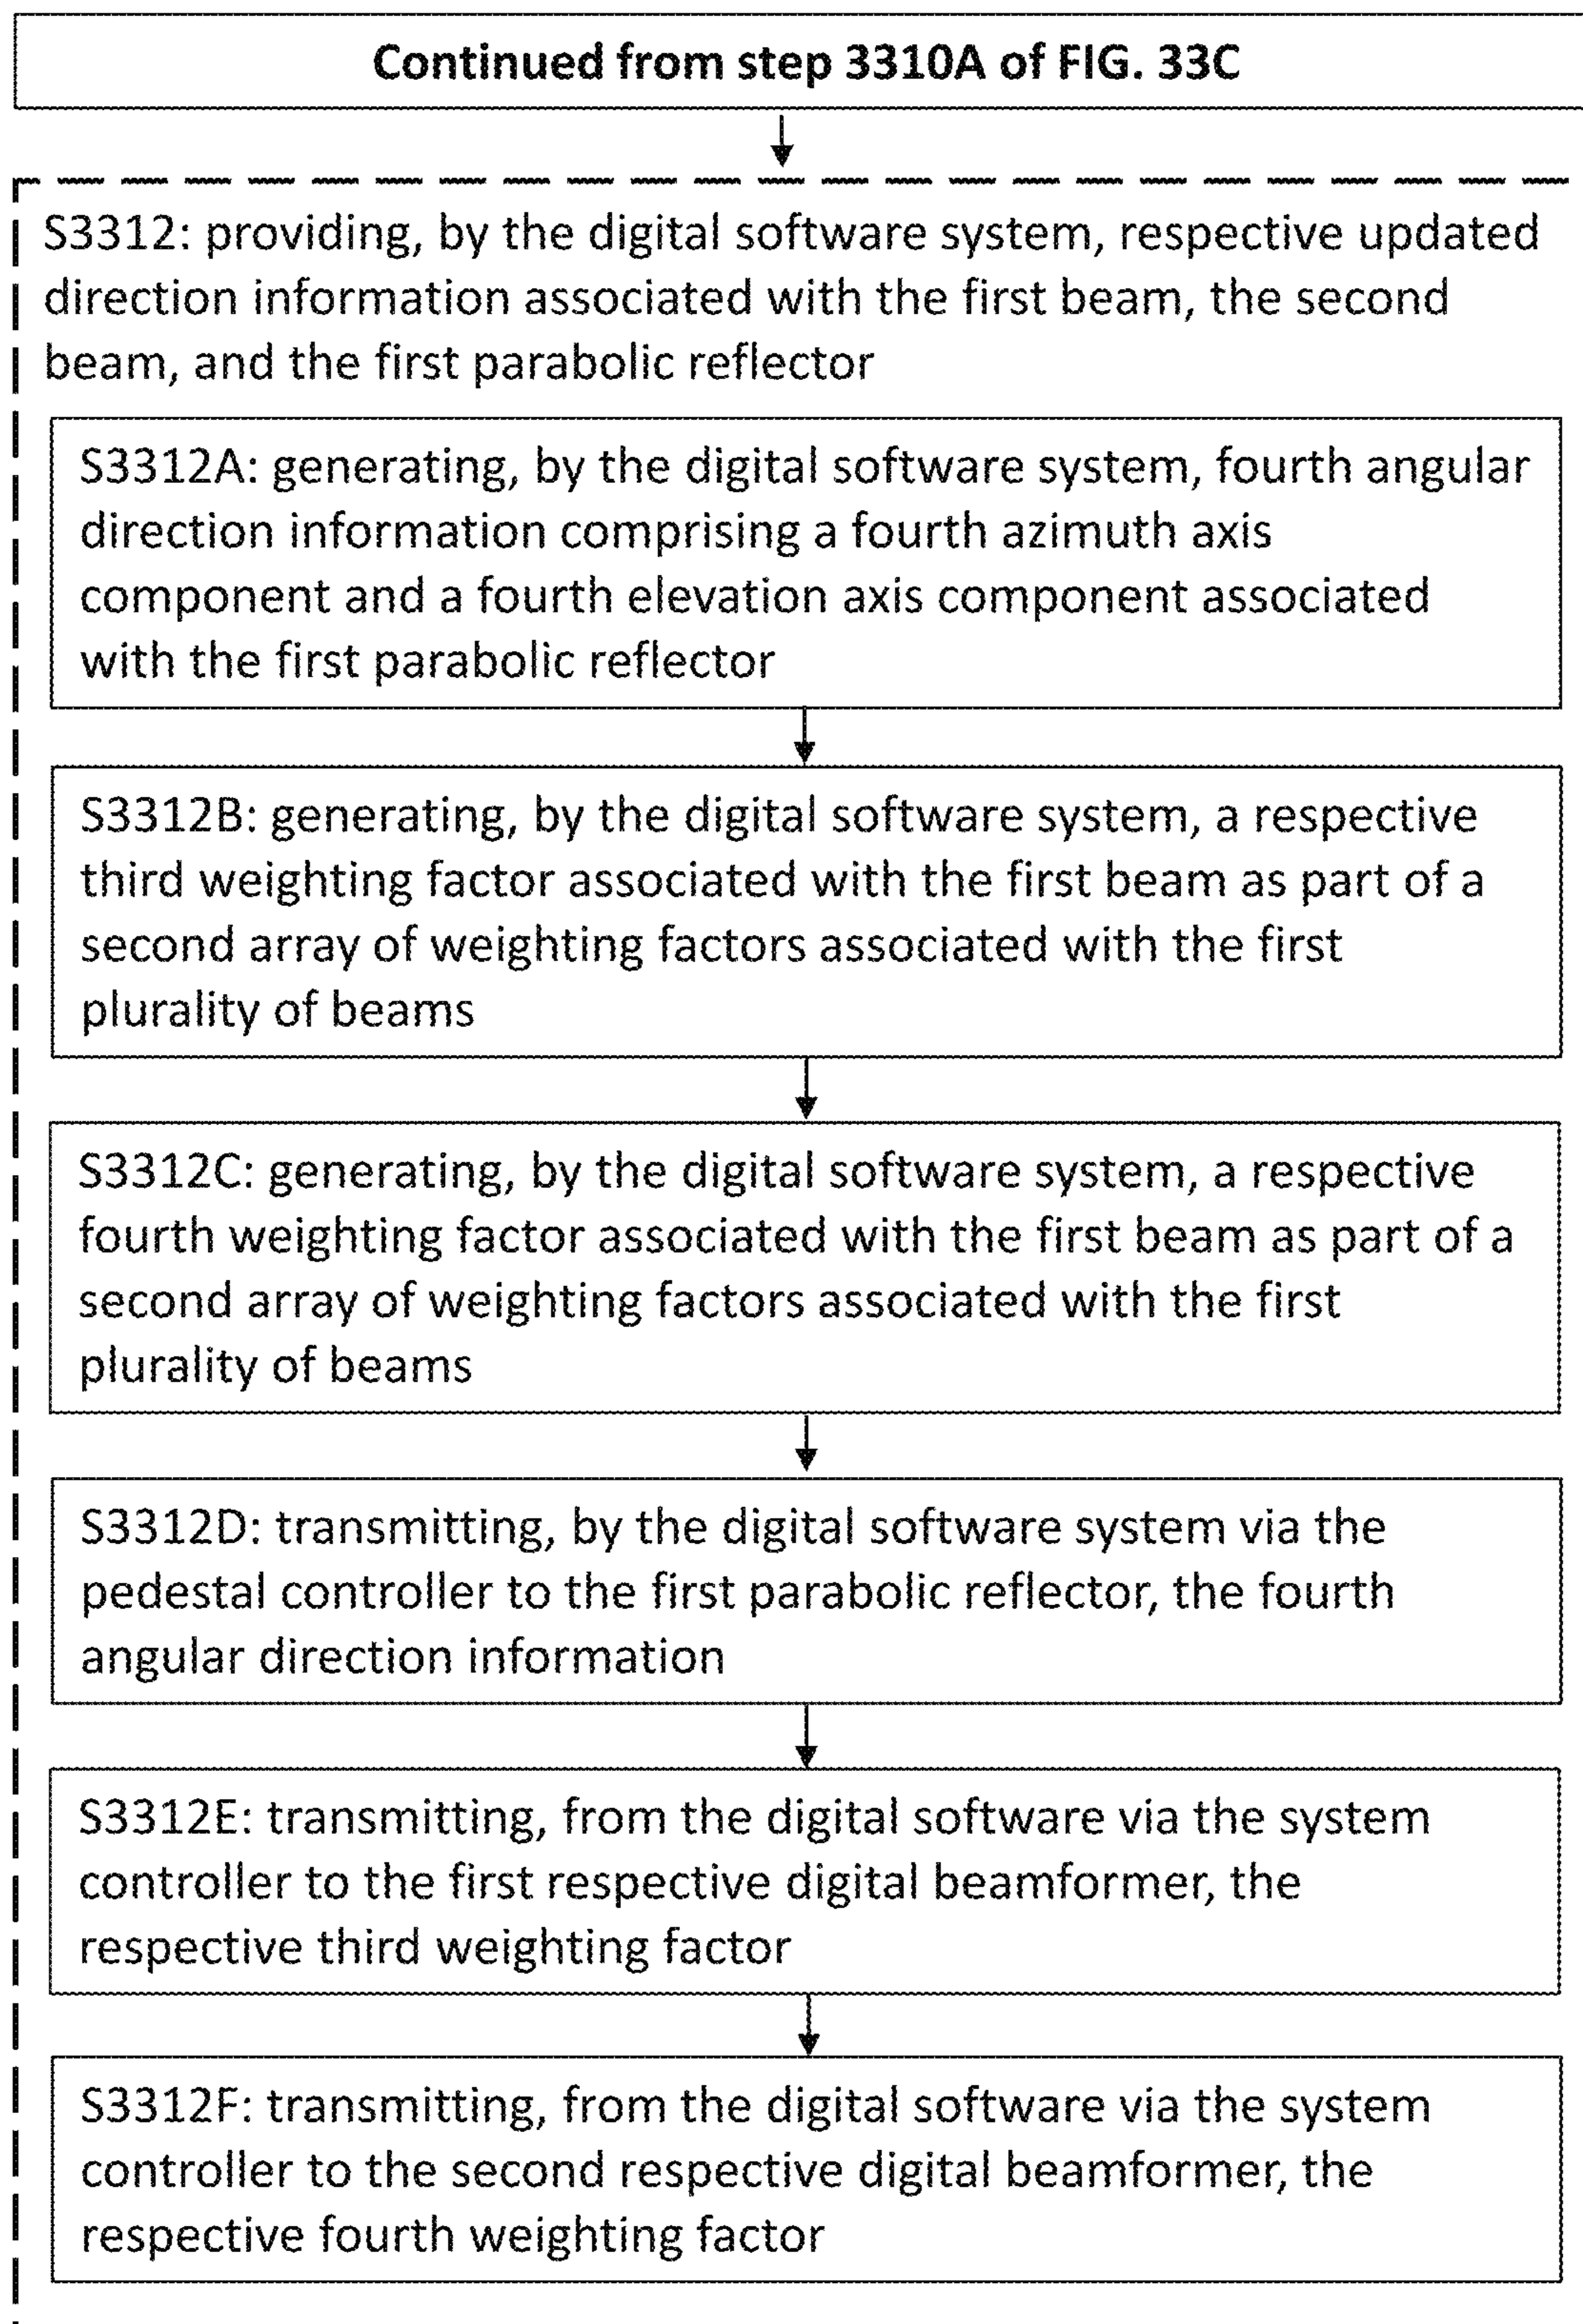 Continued from step 3310A of FIG. 33C
S3312: providing, by the digital software system, respective updated
direction information associated with the first beam, the second
beam, and the first parabolic reflector
S3312A: generating, by the digital software system, fourth angular
direction information comprising a fourth azimuth axis
component and a fourth elevation axis component associated
with the first parabolic reflector
S3312B: generating, by the digital software system, a respective
third weighting factor associated with the first beam as part of a
second array of weighting factors associated with the first
plurality of beams
S3312C: generating, by the digital software system, a respective
fourth weighting factor associated with the first beam as part of a
second array of weighting factors associated with the first
plurality of beams
S3312D: transmitting, by the digital software system via the
pedestal controller to the first parabolic reflector, the fourth
angular direction information
S3312E: transmitting, from the digital software via the system
controller to the first respective digital beamformer, the
respective third weighting factor
S3312F: transmitting, from the digital software via the system
controller to the second respective digital beamformer, the
respective fourth weighting factor